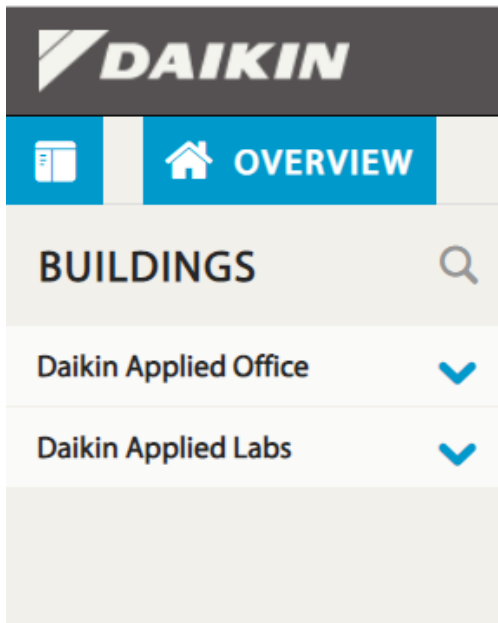 DAIKIN
OVERVIEW
BUILDINGS
Daikin Applied Office
Daikin Applied Labs